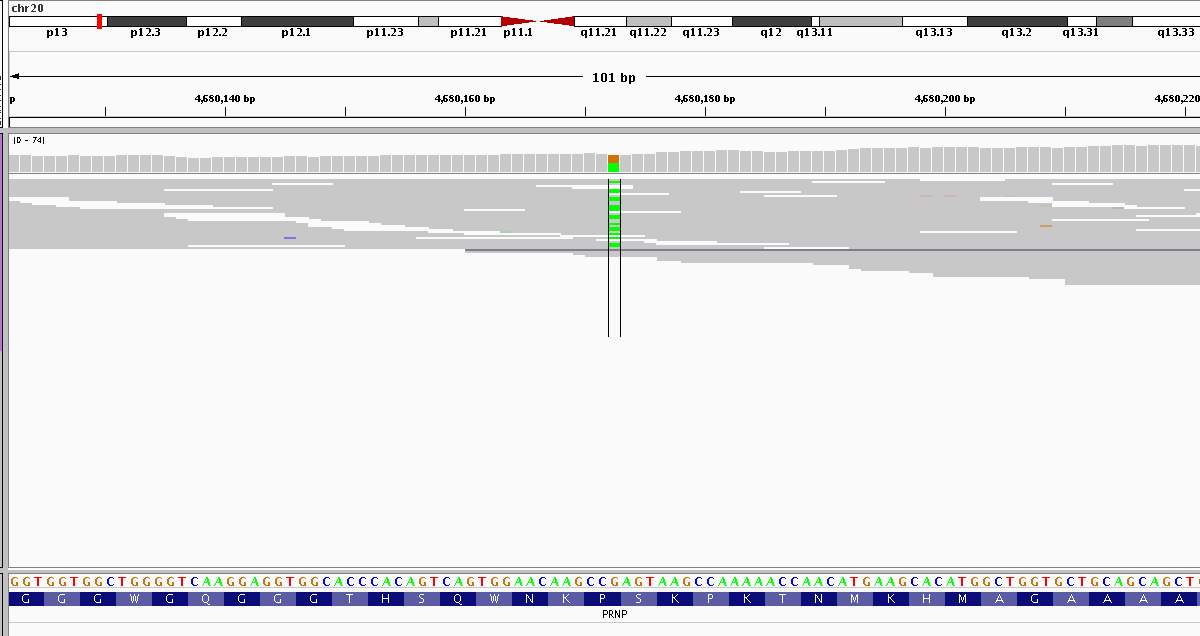 chr20
p13 p12.3 p12.2 p12.1 p11.23 p11.21 p11.1 q11.21 q11.22 q11.23 q12 q13.11 q13.13 q13.2 q13.31 q13.33
101 bp
p 4,680,140 bp 4,680,160 bp 4,680,180 bp 4,680,200 bp 4,680,220
[0 - 74]
GGTGGTGGCTGGGGTCAAGGAGGTGGCACCCACAGTCAGTGGAACAAGCCGAGTAAGCCAAAAACCAACATGAAGCACATGGCTGGTGCTGCAGCAGCT
G G G W G Q G G G T H S Q W N K P S K P K T N M K H M A G A A A A
PRNP